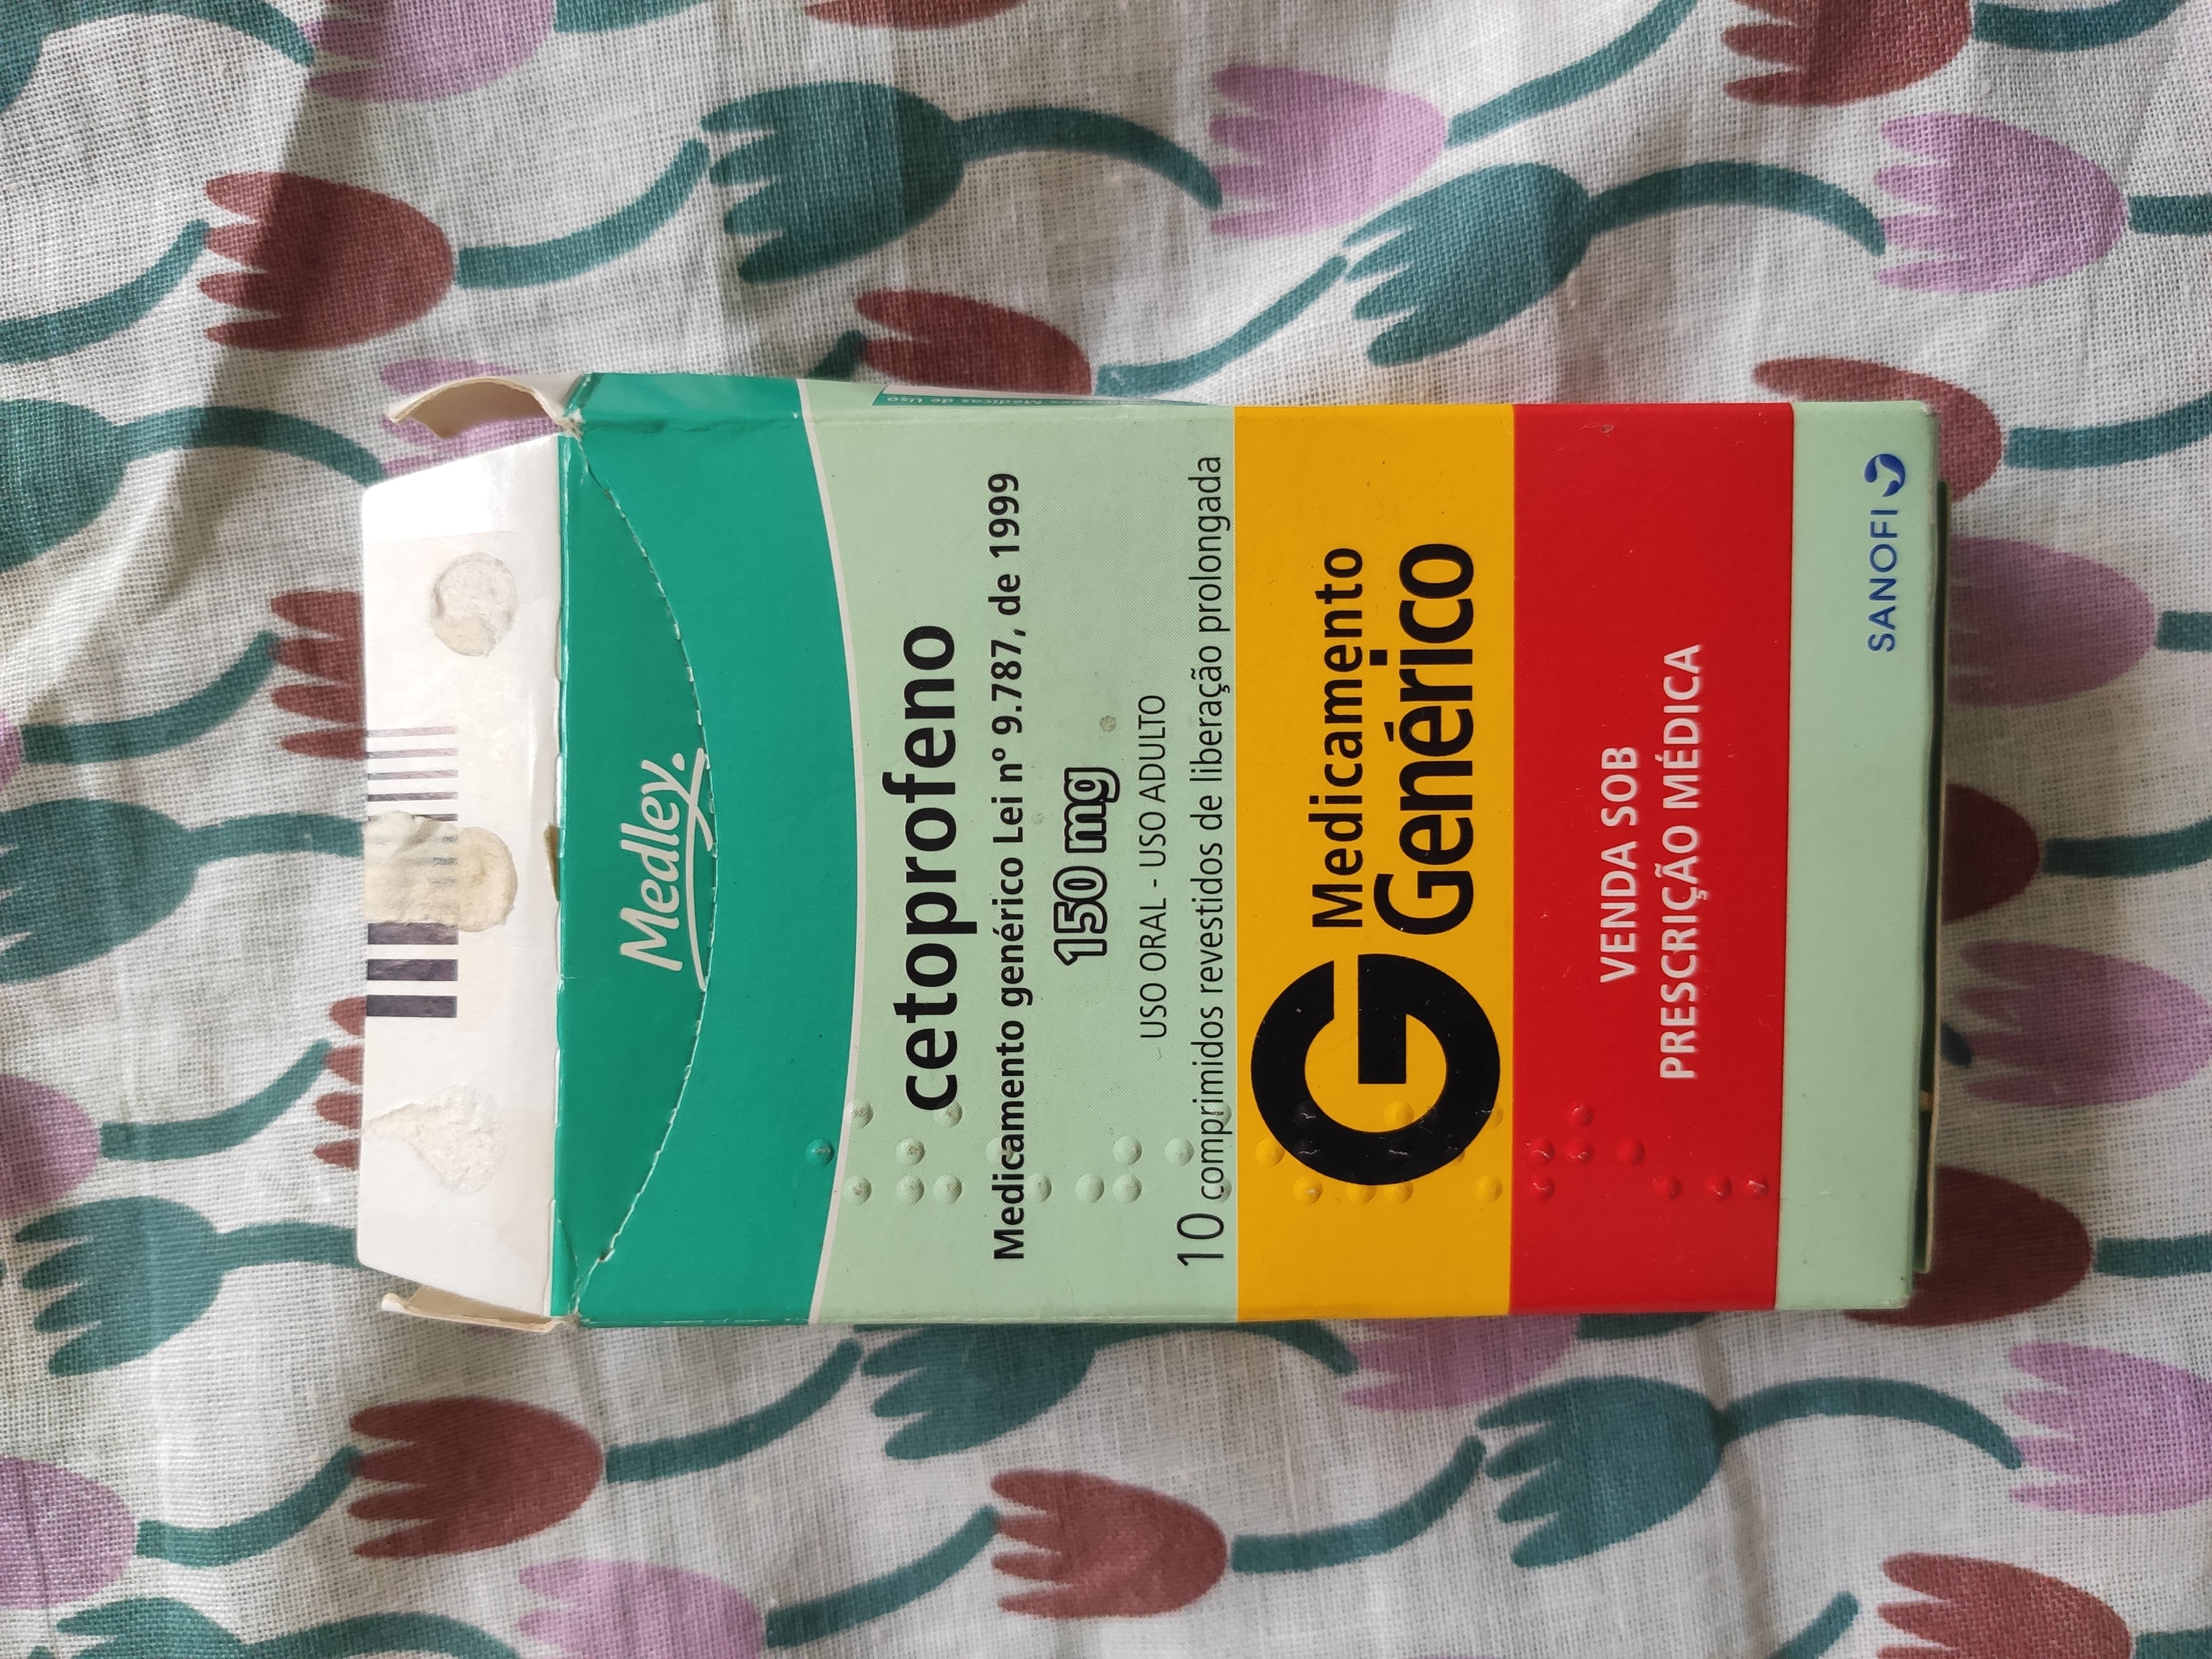 Medley.
cetoprofeno
Medicamento genérico Lei nº 9.787, de 1999
150 mg
USO ORAL - USO ADULTO
10 comprimidos revestidos de liberação prolongada
G Medicamento
Genérico
VENDA SOB
PRESCRIÇÃO MÉDICA
SANOFI